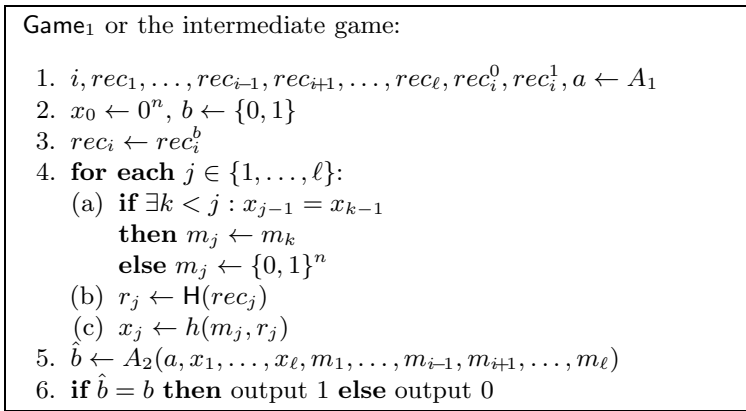 Game₁ or the intermediate game:
1. i, rec₁, …, recᵢ₋₁, recᵢ₊₁, …, rec_ℓ, recᵢ⁰, recᵢ¹, a ← A₁
2. x₀ ← 0ⁿ, b ← {0, 1}
3. recᵢ ← recᵢᵇ
4. for each j ∈ {1, …, ℓ}:
(a) if ∃k < j : xⱼ₋₁ = xₖ₋₁
then mⱼ ← mₖ
else mⱼ ← {0, 1}ⁿ
(b) rⱼ ← H(recⱼ)
(c) xⱼ ← h(mⱼ, rⱼ)
5. b̂ ← A₂(a, x₁, …, x_ℓ, m₁, …, mᵢ₋₁, mᵢ₊₁, …, m_ℓ)
6. if b̂ = b then output 1 else output 0